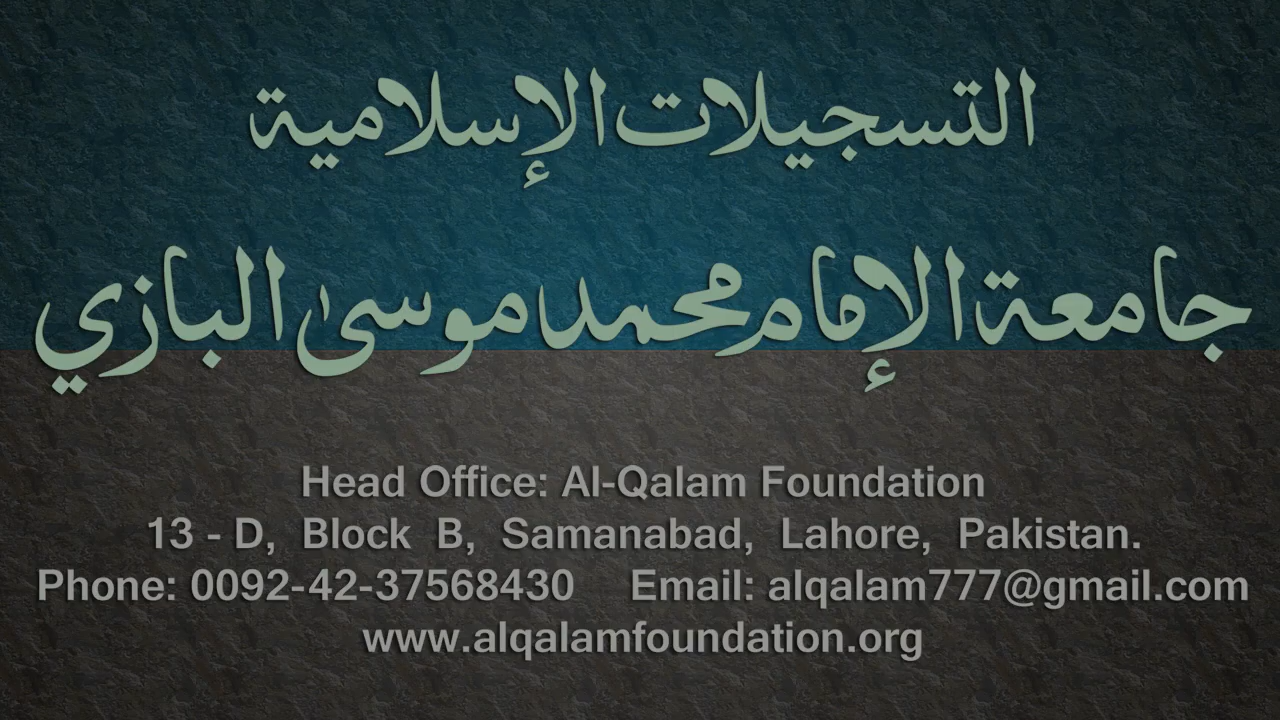 التسجيلات الإسلامية
جامعة الإمام محمد موسىٰ البازي
Head Office: Al-Qalam Foundation
13 - D, Block B, Samanabad, Lahore, Pakistan.
Phone: 0092-42-37568430 Email: alqalam777@gmail.com
www.alqalamfoundation.org